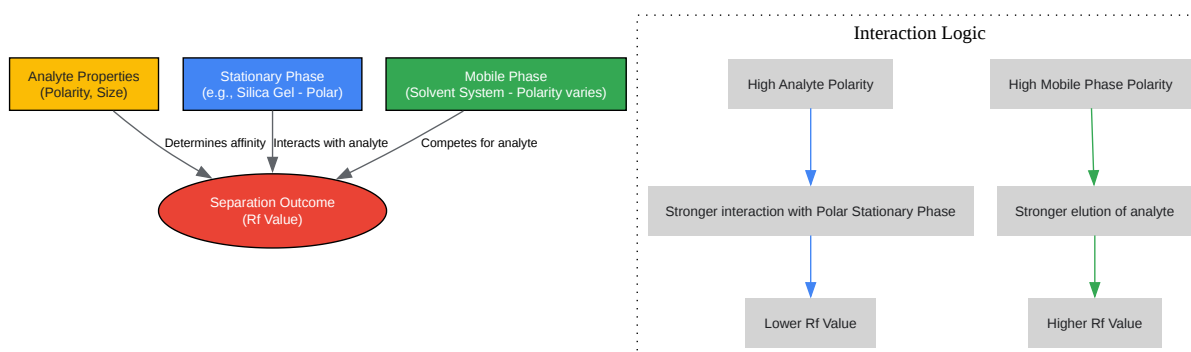 Analyte Properties
(Polarity, Size)
Stationary Phase
(e.g., Silica Gel - Polar)
Mobile Phase
(Solvent System - Polarity varies)
Determines affinity
Interacts with analyte
Competes for analyte
Separation Outcome
(Rf Value)
Interaction Logic
High Analyte Polarity
High Mobile Phase Polarity
Stronger interaction with Polar Stationary Phase
Stronger elution of analyte
Lower Rf Value
Higher Rf Value